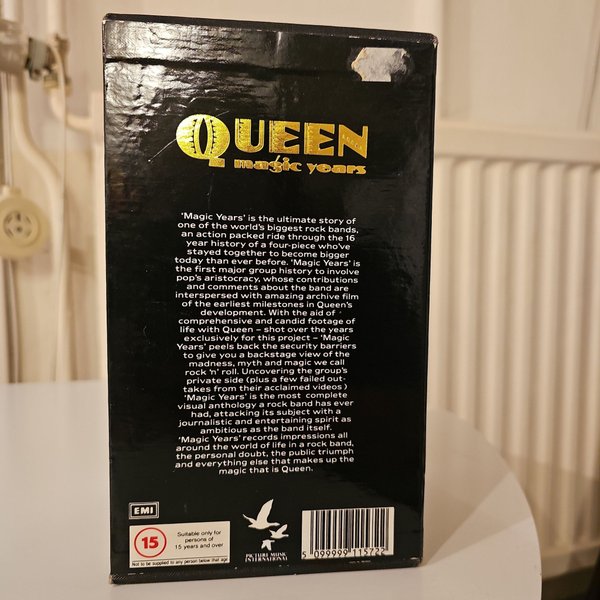 QUEEN
magic years
'Magic Years' is the ultimate story of
one of the world's biggest rock bands,
an action packed ride through the 16
year history of a four-piece who've
stayed together to become bigger
today than ever before. 'Magic Years' is
the first major group history to involve
pop's aristocracy, whose contributions
and comments about the band are
interspersed with amazing archive film
of the earliest milestones in Queen's
development. With the aid of
comprehensive and candid footage of
life with Queen – shot over the years
exclusively for this project – 'Magic
Years' peels back the security barriers
to give you a backstage view of the
madness, myth and magic we call
rock 'n' roll. Uncovering the group's
private side (plus a few failed out-
takes from their acclaimed videos)
'Magic Years' is the most complete
visual anthology a rock band has ever
had, attacking its subject with a
journalistic and entertaining spirit as
ambitious as the band itself.
'Magic Years' records impressions all
around the world of life in a rock band,
the personal doubt, the public triumph
and everything else that makes up the
magic that is Queen.
EMI
15
Suitable only for
persons of
15 years and over
Not to be supplied to any person below that age
PICTURE MUSIC
INTERNATIONAL
5 099999 115722